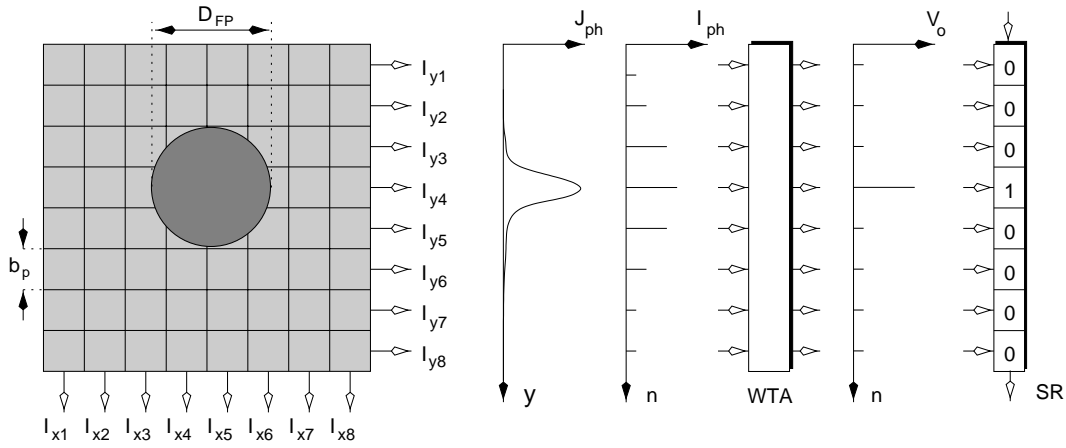 D_FP J_ph I_ph V_o
I_y1 0
I_y2 0
I_y3 0
I_y4 1
I_y5 0
b_p I_y6 0
I_y7 0
I_y8 0
y n WTA n SR
I_x1 I_x2 I_x3 I_x4 I_x5 I_x6 I_x7 I_x8